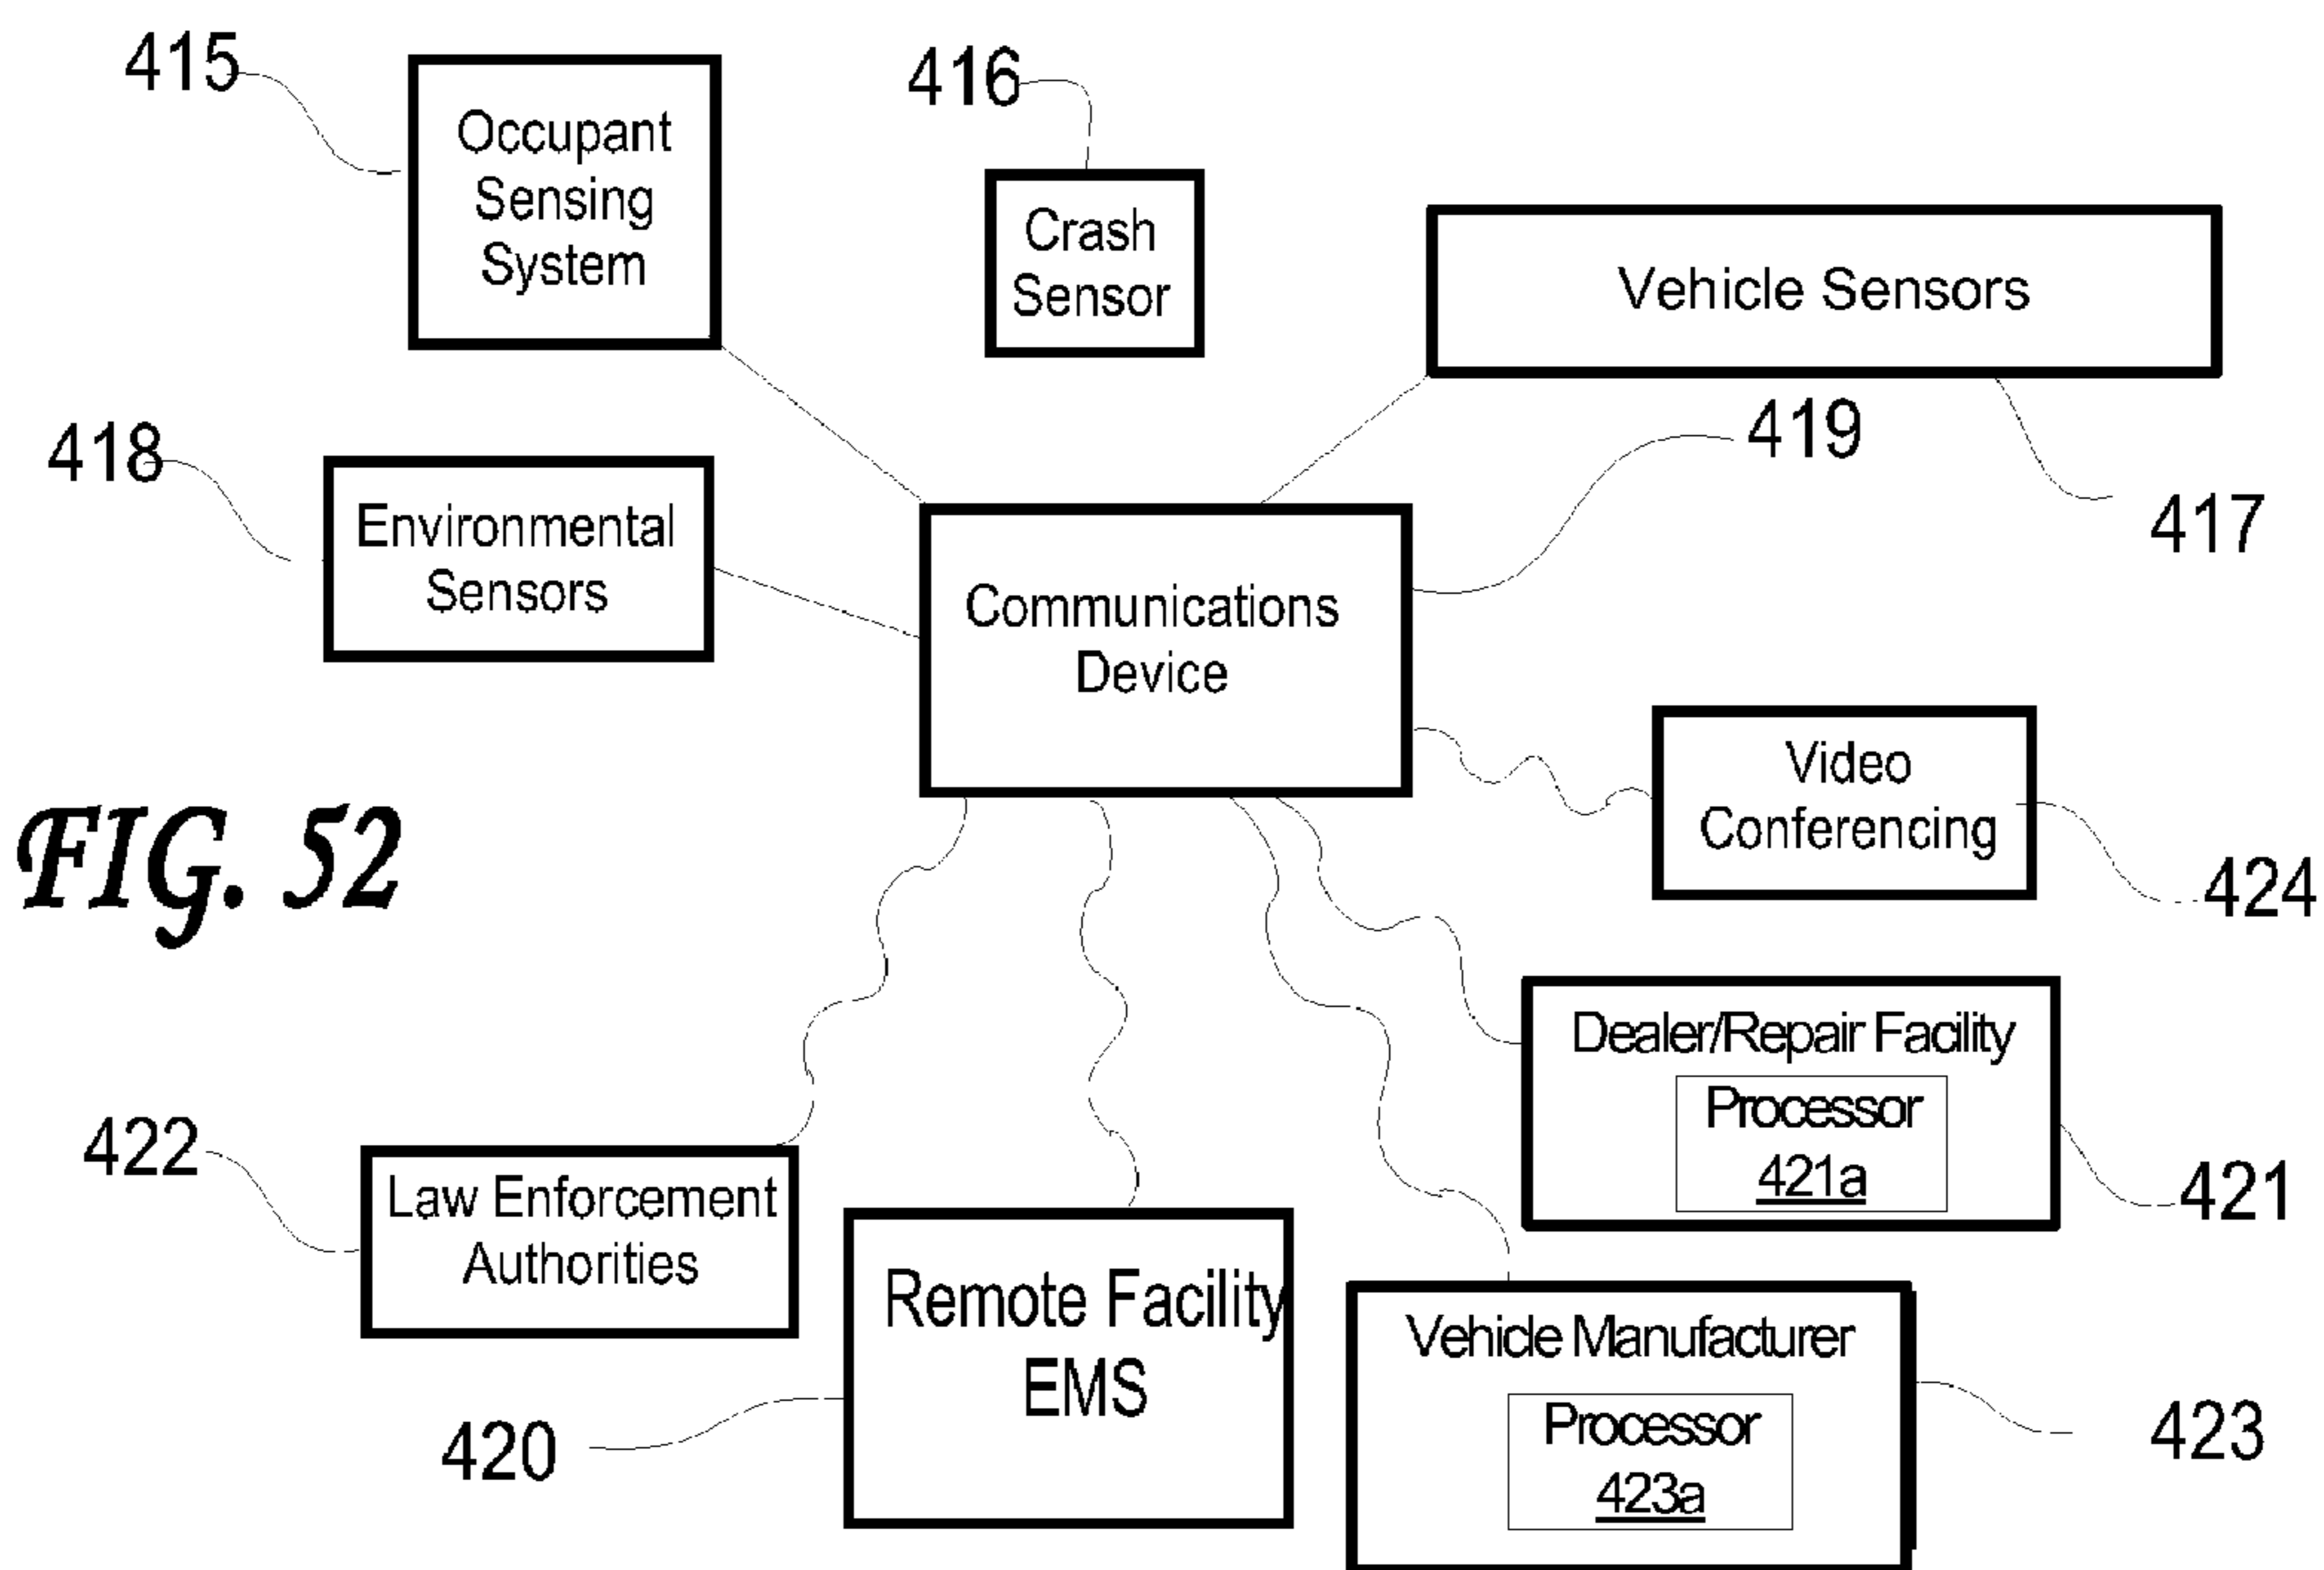 415
Occupant
Sensing
System
416
Crash
Sensor
Vehicle Sensors
417
418
Environmental
Sensors
419
Communications
Device
FIG. 52
Video
Conferencing
424
Dealer/Repair Facility
Processor
421a
421
422
Law Enforcement
Authorities
Remote Facility
EMS
420
Vehicle Manufacturer
Processor
423a
423